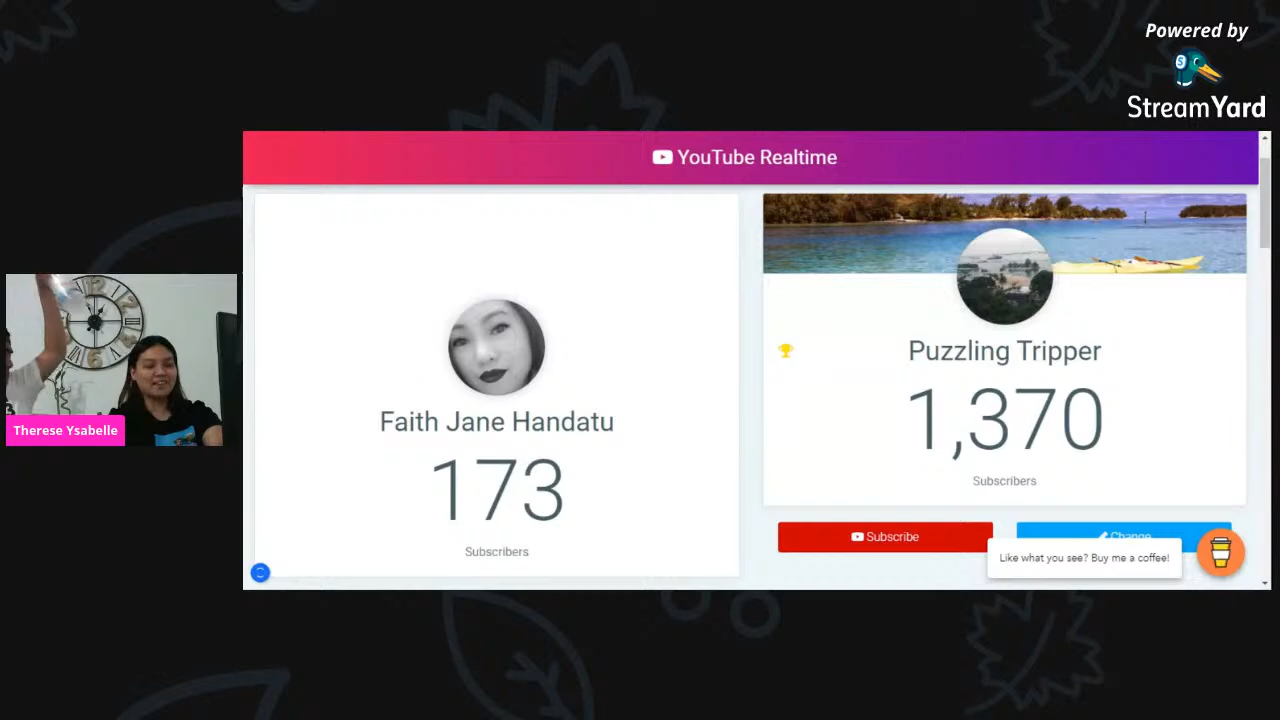 Powered by
StreamYard
YouTube Realtime
Faith Jane Handatu
173
Subscribers
Puzzling Tripper
1,370
Subscribers
Subscribe
Change
Like what you see? Buy me a coffee!
Therese Ysabelle